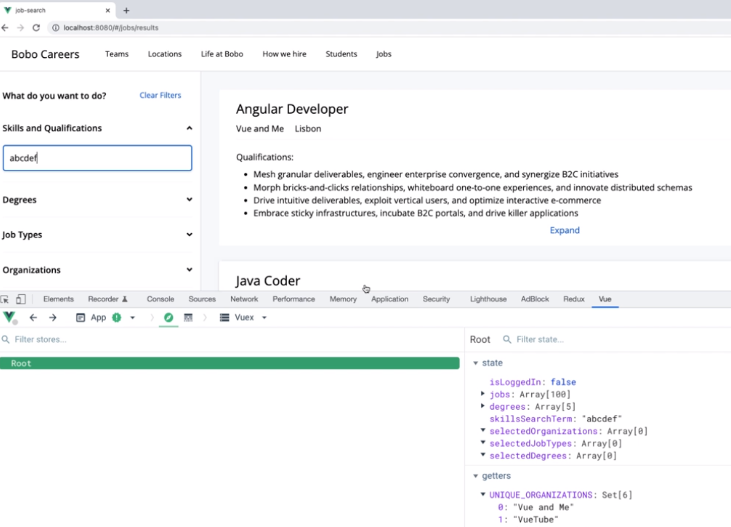 job-search
localhost:8080/#/jobs/results
Bobo Careers Teams Locations Life at Bobo How we hire Students Jobs
What do you want to do? Clear Filters
Skills and Qualifications
abcdef
Degrees
Job Types
Organizations
Angular Developer
Vue and Me Lisbon
Qualifications:
Mesh granular deliverables, engineer enterprise convergence, and synergize B2C initiatives
Morph bricks-and-clicks relationships, whiteboard one-to-one experiences, and innovate distributed schemas
Drive intuitive deliverables, exploit vertical users, and optimize interactive e-commerce
Embrace sticky infrastructures, incubate B2C portals, and drive killer applications
Expand
Java Coder
Elements Recorder Console Sources Network Performance Memory Application Security Lighthouse AdBlock Redux Vue
App Vuex
Filter stores...
Root
Root Filter state...
state
isLoggedIn: false
jobs: Array[100]
degrees: Array[5]
skillsSearchTerm: "abcdef"
selectedOrganizations: Array[0]
selectedJobTypes: Array[0]
selectedDegrees: Array[0]
getters
UNIQUE_ORGANIZATIONS: Set[6]
0: "Vue and Me"
1: "VueTube"